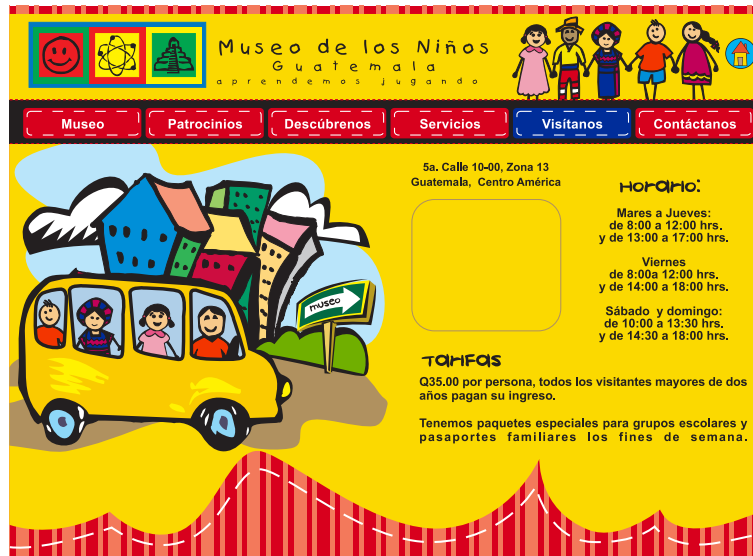 Museo de los Niños
Guatemala
aprendemos jugando
Museo
Patrocinios
Descúbrenos
Servicios
Visítanos
Contáctanos
5a. Calle 10-00, Zona 13
Guatemala, Centro América
Horario:
Mares a Jueves:
de 8:00 a 12:00 hrs.
y de 13:00 a 17:00 hrs.
Viernes
de 8:00a 12:00 hrs.
y de 14:00 a 18:00 hrs.
Sábado y domingo:
de 10:00 a 13:30 hrs.
y de 14:30 a 18:00 hrs.
museo
Tarifas
Q35.00 por persona, todos los visitantes mayores de dos
años pagan su ingreso.
Tenemos paquetes especiales para grupos escolares y
pasaportes familiares los fines de semana.